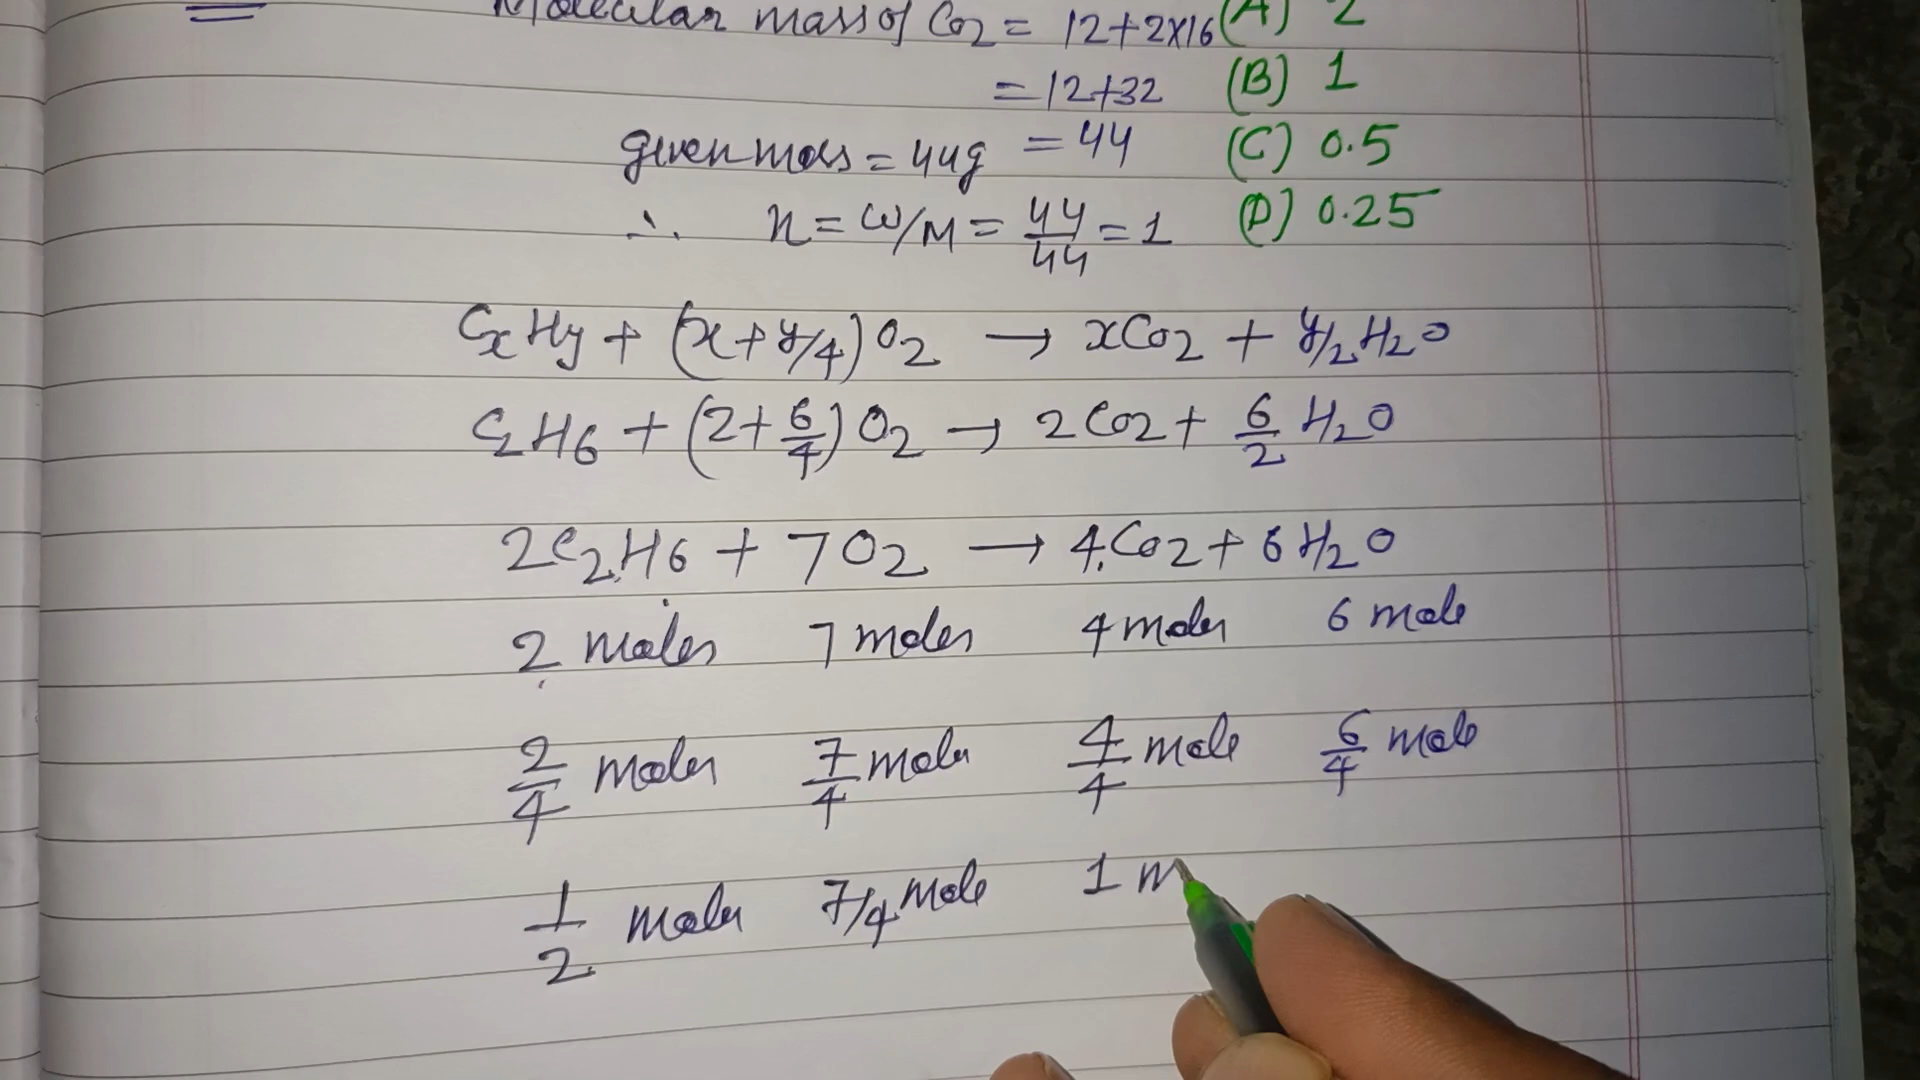 Molecular mass of Co2 = 12+2x16 (A) 2
= 12+32 (B) 1
given mass = 44g = 44 (C) 0.5
∴ n = W/M = 44/44 = 1 (D) 0.25
CxHy + (x+y/4)O2 → xCo2 + y/2 H2O
C2H6 + (2+6/4)O2 → 2Co2 + 6/2 H2O
2C2H6 + 7O2 → 4Co2 + 6H2O
2 moles 7 moles 4 moles 6 mole
2/4 moles 7/4 moles 4/4 mole 6/4 mole
1/2 moles 7/4 mole 1 m